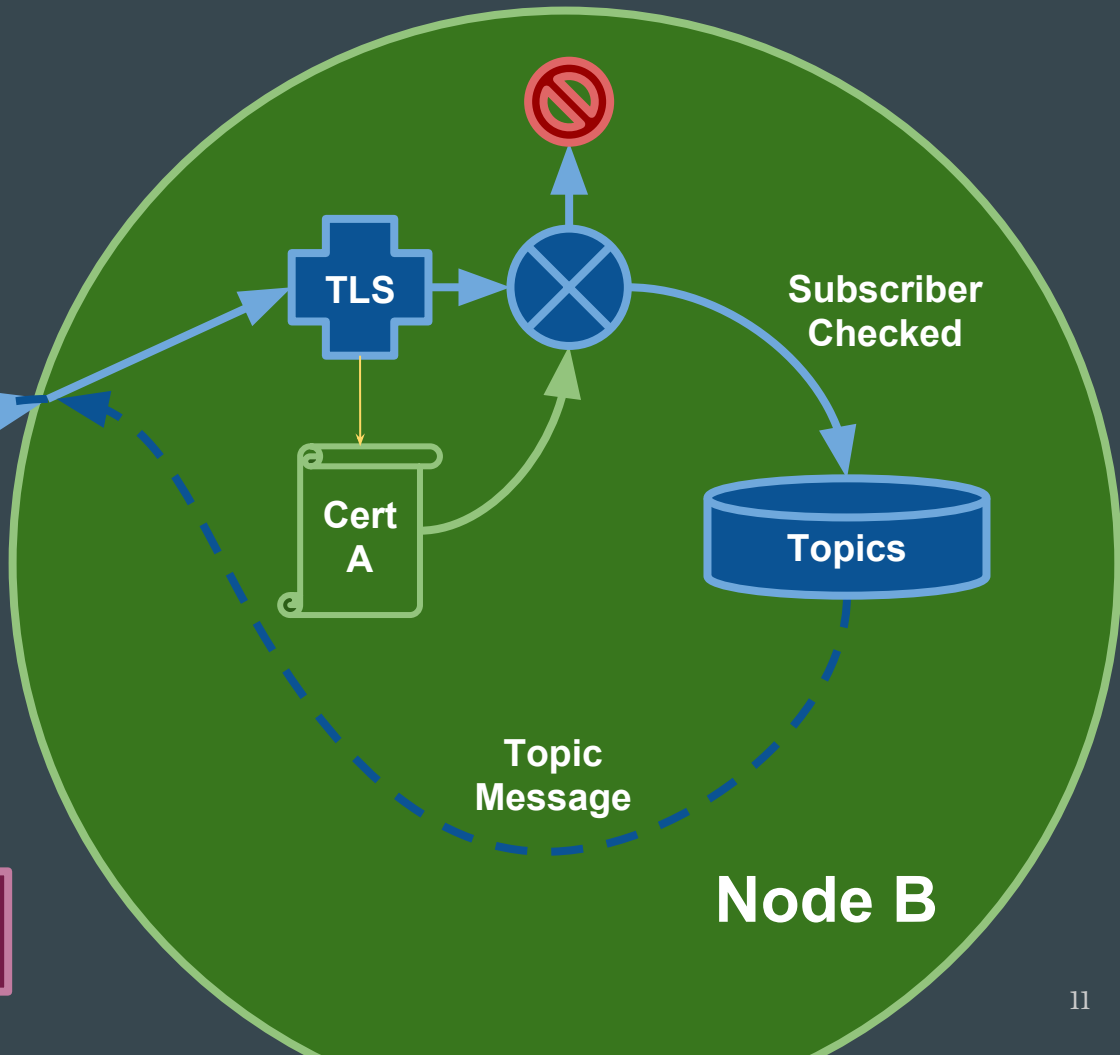 TLS
Subscriber
Checked
Cert
A
Topics
Topic
Message
Node B
11